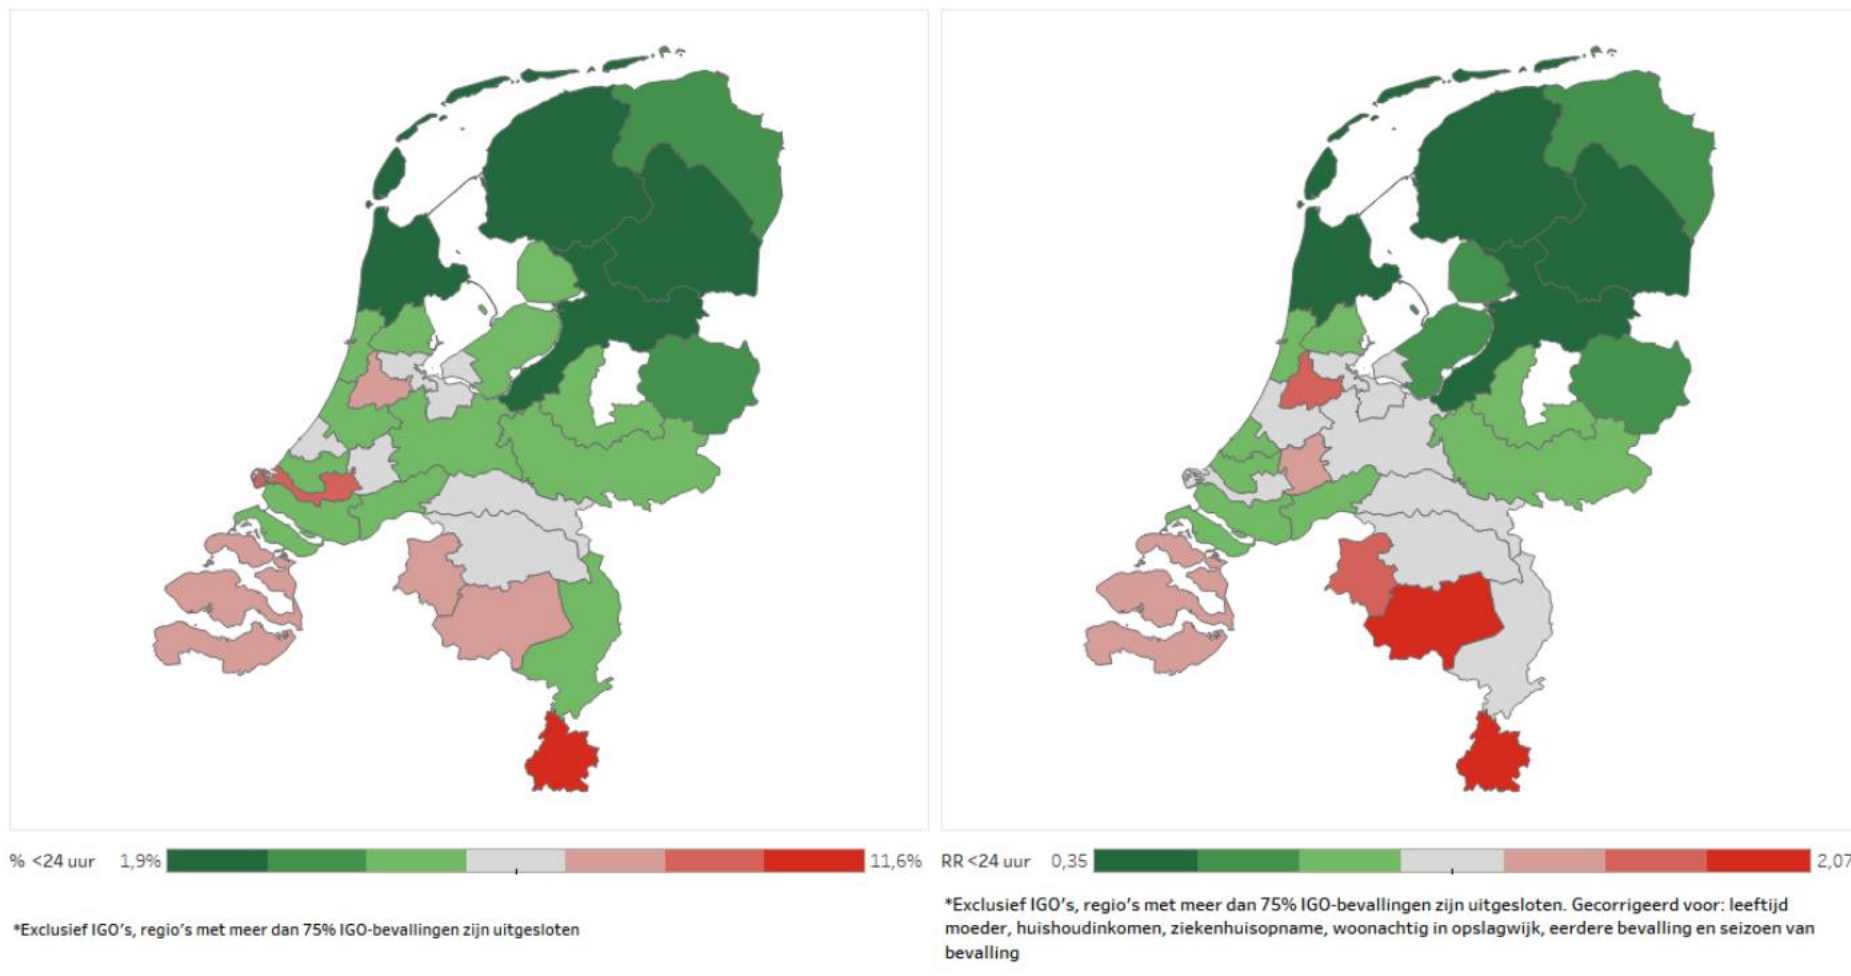 % <24 uur 1,9% 11,6%
*Exclusief IGO's, regio's met meer dan 75% IGO-bevallingen zijn uitgesloten
RR <24 uur 0,35 2,07
*Exclusief IGO's, regio's met meer dan 75% IGO-bevallingen zijn uitgesloten. Gecorrigeerd voor: leeftijd
moeder, huishoudinkomen, ziekenhuisopname, woonachtig in opslagwijk, eerdere bevalling en seizoen van
bevalling